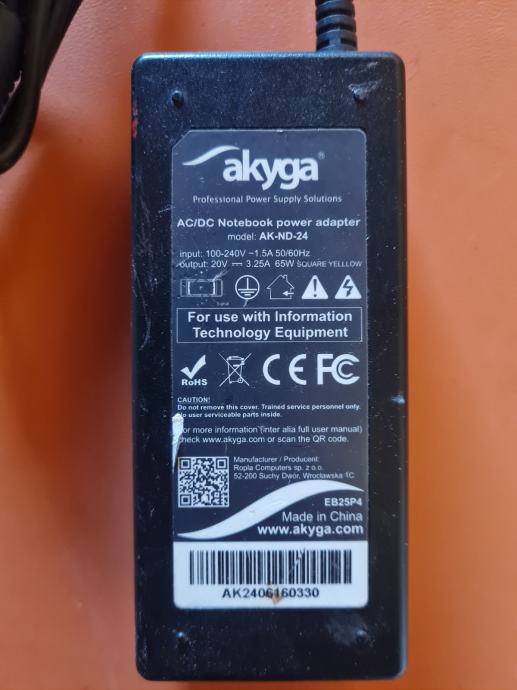 akyga®
Professional Power Supply Solutions
AC/DC Notebook power adapter
model: AK-ND-24
input: 100-240V ~1.5A 50/60Hz
output: 20V ⎓ 3.25A 65W SQUARE YELLLOW
For use with Information
Technology Equipment
RoHS
CE FC
CAUTION!
Do not remove this cover. Trained service personnel only.
No user serviceable parts inside.
For more information (inter alia full user manual)
check www.akyga.com or scan the QR code.
Manufacturer / Producent:
Ropla Computers sp. z o.o.
52-200 Suchy Dwór, Wrocławska 1C
EB25P4
Made in China
www.akyga.com
AK2406160330